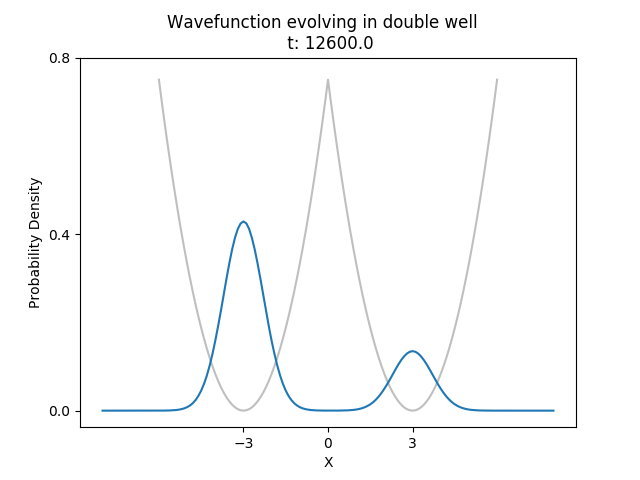 Wavefunction evolving in double well
t: 12600.0
0.8
0.4
0.0
Probability Density
−3 0 3
X